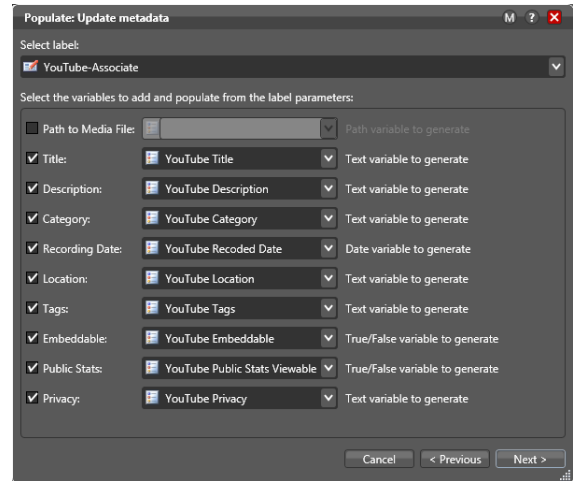 Populate: Update metadata M ?
Select label:
YouTube-Associate
Select the variables to add and populate from the label parameters:
Path to Media File: Path variable to generate
Title: YouTube Title Text variable to generate
Description: YouTube Description Text variable to generate
Category: YouTube Category Text variable to generate
Recording Date: YouTube Recoded Date Date variable to generate
Location: YouTube Location Text variable to generate
Tags: YouTube Tags Text variable to generate
Embeddable: YouTube Embeddable True/False variable to generate
Public Stats: YouTube Public Stats Viewable True/False variable to generate
Privacy: YouTube Privacy Text variable to generate
Cancel < Previous Next >